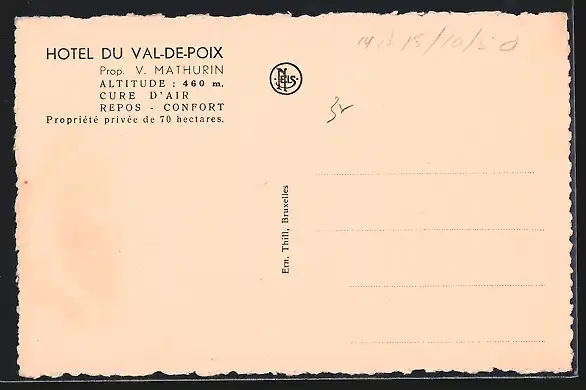 HOTEL DU VAL-DE-POIX
Prop. V. MATHURIN
ALTITUDE : 460 m.
CURE D'AIR
REPOS - CONFORT
Propriété privée de 70 hectares.
NELS
Ern. Thill, Bruxelles